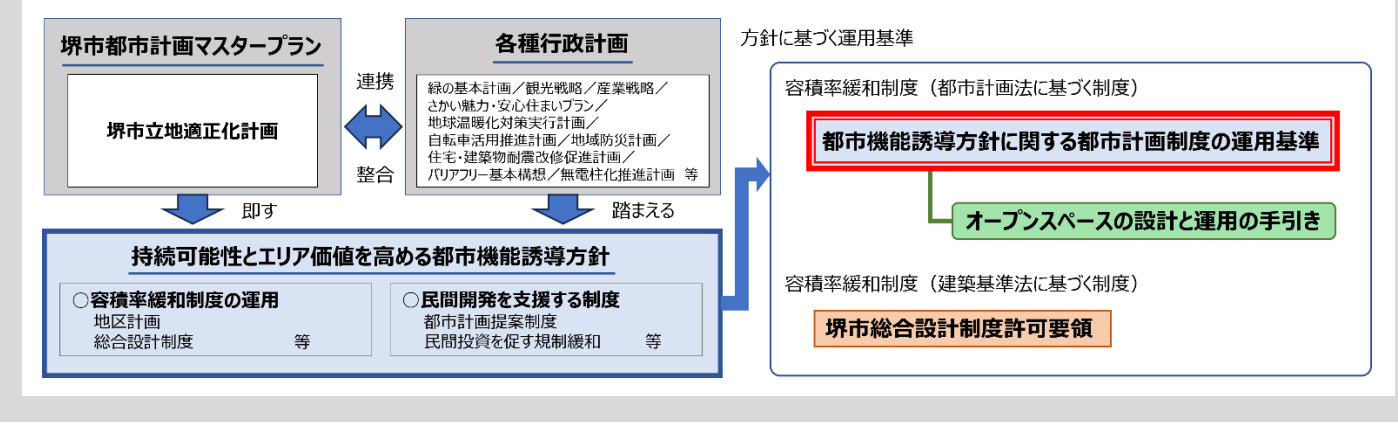 堺市都市計画マスタープラン
堺市立地適正化計画
連携
整合
各種行政計画
緑の基本計画／観光戦略／産業戦略／
さかい魅力・安心住まいプラン／
地球温暖化対策実行計画／
自転車活用推進計画／地域防災計画／
住宅・建築物耐震改修促進計画／
バリアフリー基本構想／無電柱化推進計画 等
即す
踏まえる
持続可能性とエリア価値を高める都市機能誘導方針
○容積率緩和制度の運用
地区計画
総合設計制度 等
○民間開発を支援する制度
都市計画提案制度
民間投資を促す規制緩和 等
方針に基づく運用基準
容積率緩和制度（都市計画法に基づく制度）
都市機能誘導方針に関する都市計画制度の運用基準
オープンスペースの設計と運用の手引き
容積率緩和制度（建築基準法に基づく制度）
堺市総合設計制度許可要領